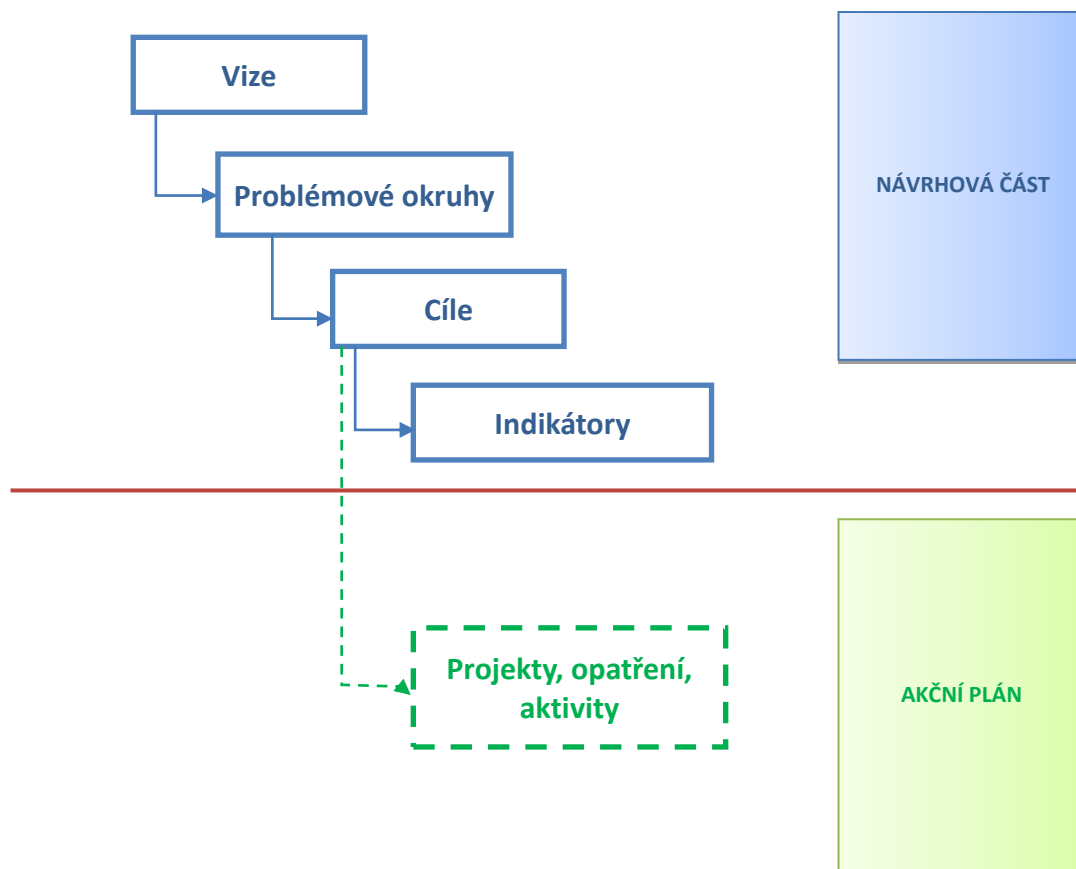 Vize
Problémové okruhy
NÁVRHOVÁ ČÁST
Cíle
Indikátory
Projekty, opatření,
aktivity
AKČNÍ PLÁN